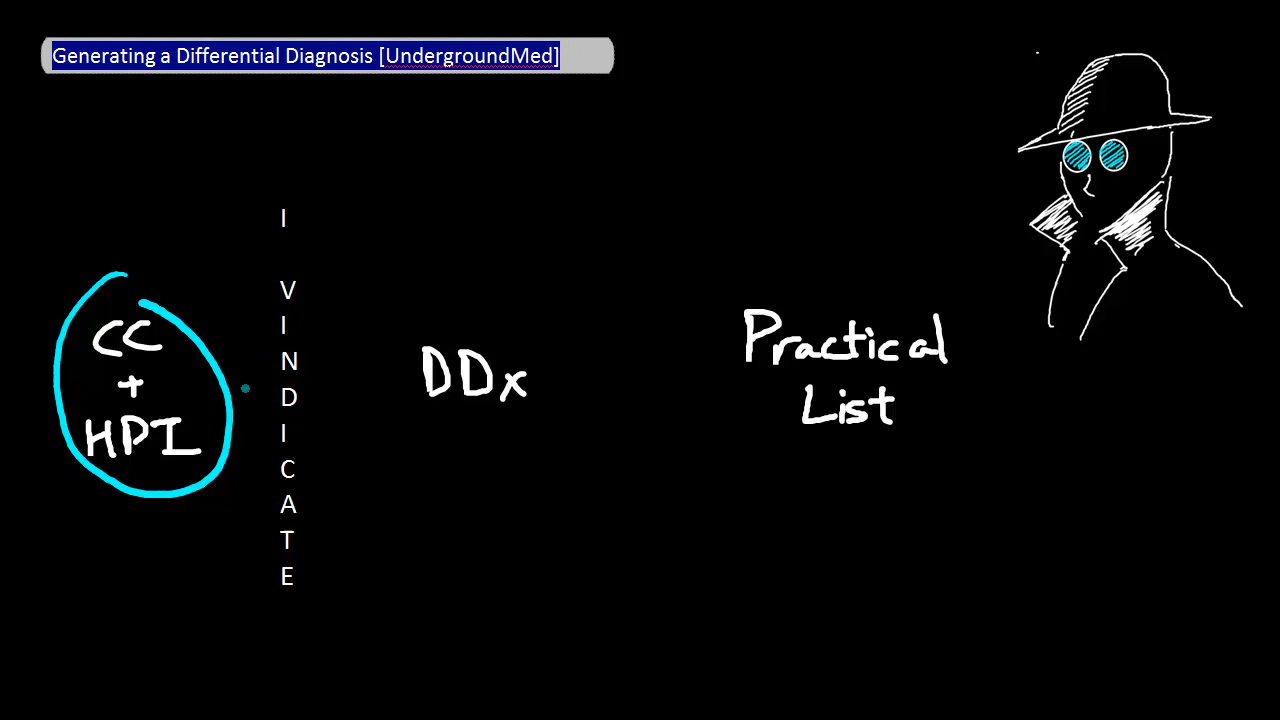 Generating a Differential Diagnosis [UndergroundMed]
CC
+
HPI
I
V
I
N
D
I
C
A
T
E
DDx
Practical
List